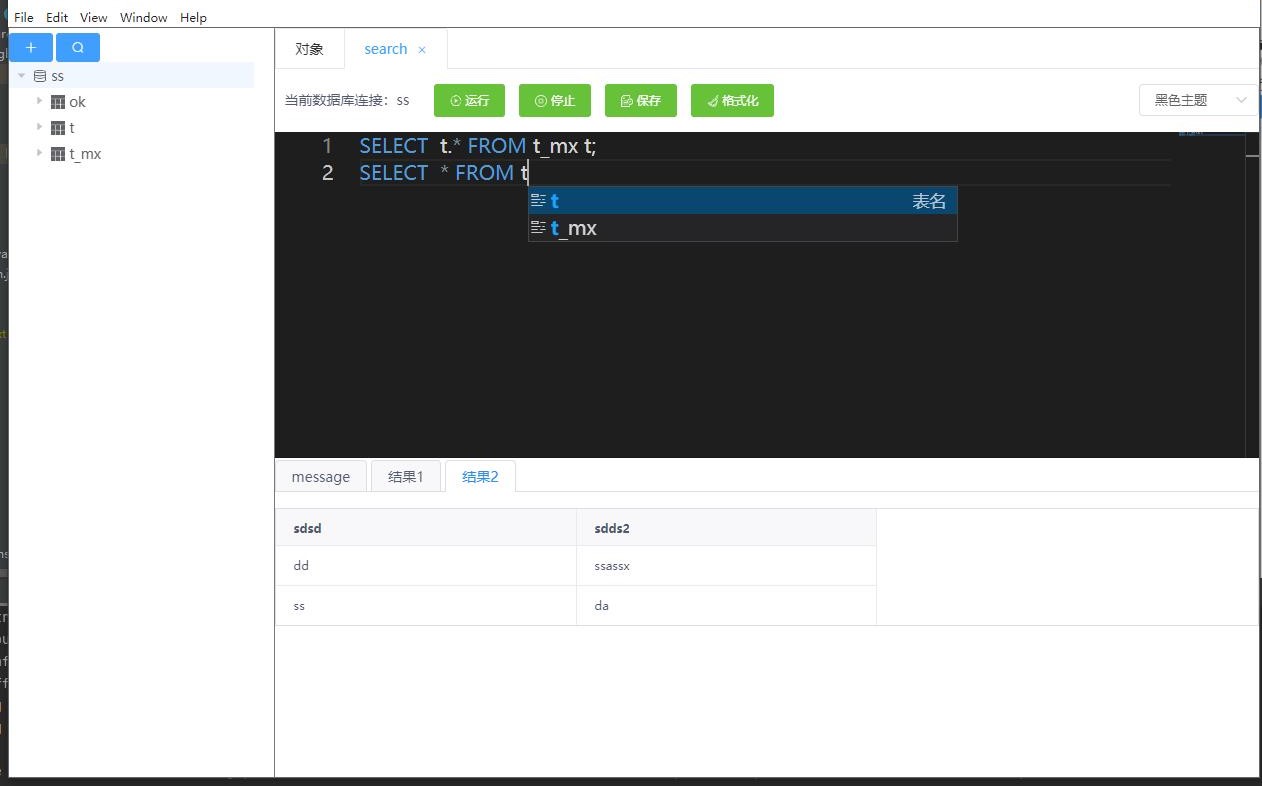 File Edit View Window Help
对象 search ×
ss
ok
t
t_mx
当前数据库连接：ss 运行 停止 保存 格式化 黑色主题
1 SELECT  t.* FROM t_mx t;
2 SELECT  * FROM t
t 表名
t_mx
message 结果1 结果2
sdsd sdds2
dd ssassx
ss da